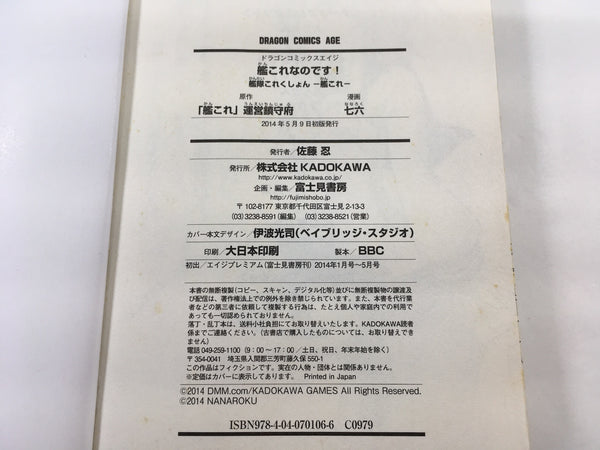 DRAGON COMICS AGE
ドラゴンコミックスエイジ
艦これなのです！
艦隊これくしょん －艦これ－
原作 漫画
「艦これ」運営鎮守府 七六
2014年5月9日初版発行
発行者／佐藤 忍
発行所／株式会社KADOKAWA
http://www.kadokawa.co.jp/
企画・編集／富士見書房
http://fujimishobo.jp
〒102-8177 東京都千代田区富士見2-13-3
(03)3238-8591(編集) (03)3238-8521(営業)
カバー本文デザイン／伊波光司(ベイブリッジ・スタジオ)
印刷／大日本印刷 製本／BBC
初出／エイジプレミアム(富士見書房刊) 2014年1月号〜5月号
本書の無断複製(コピー、スキャン、デジタル化等)並びに無断複製物の譲渡及
び配信は、著作権法上での例外を除き禁じられています。また、本書を代行業
者などの第三者に依頼して複製する行為は、たとえ個人や家庭内での利用で
あっても一切認められておりません。
落丁・乱丁本は、送料小社負担にてお取り替えいたします。KADOKAWA読者
係までご連絡ください。(古書店で購入したものについては、お取り替えでき
ません)
電話 049-259-1100 (9：00〜17：00／土日、祝日、年末年始を除く)
〒354-0041 埼玉県入間郡三芳町藤久保550-1
この作品はフィクションです。実在の人物・団体とは関係ありません。
※定価はカバーに表示してあります。 Printed in Japan
©2014 DMM.com/KADOKAWA GAMES All Rights Reserved.
©2014 NANAROKU
ISBN978-4-04-070106-6 C0979